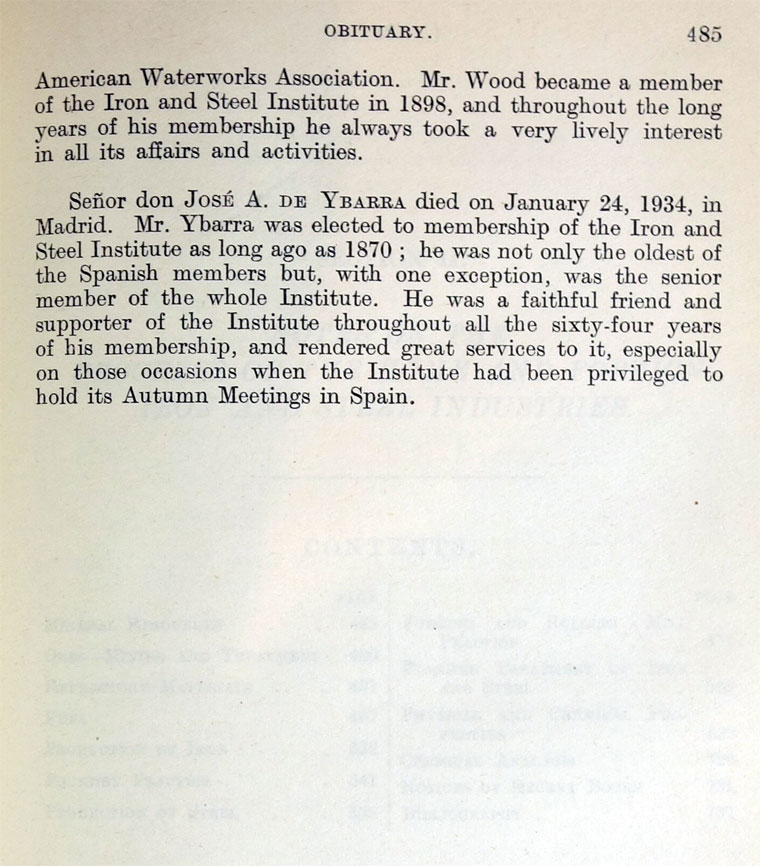 OBITUARY. 485
American Waterworks Association. Mr. Wood became a member
of the Iron and Steel Institute in 1898, and throughout the long
years of his membership he always took a very lively interest
in all its affairs and activities.
Señor don JOSÉ A. DE YBARRA died on January 24, 1934, in
Madrid. Mr. Ybarra was elected to membership of the Iron and
Steel Institute as long ago as 1870 ; he was not only the oldest of
the Spanish members but, with one exception, was the senior
member of the whole Institute. He was a faithful friend and
supporter of the Institute throughout all the sixty-four years
of his membership, and rendered great services to it, especially
on those occasions when the Institute had been privileged to
hold its Autumn Meetings in Spain.